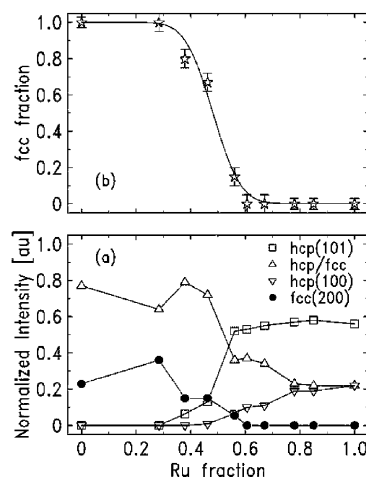 fcc fraction
1.0
0.8
0.6
0.4
0.2
0
(b)
Normalized Intensity [au]
0.8
0.6
0.4
0.2
0
(a)
hcp(101)
hcp/fcc
hcp(100)
fcc(200)
0 0.2 0.4 0.6 0.8 1.0
Ru fraction